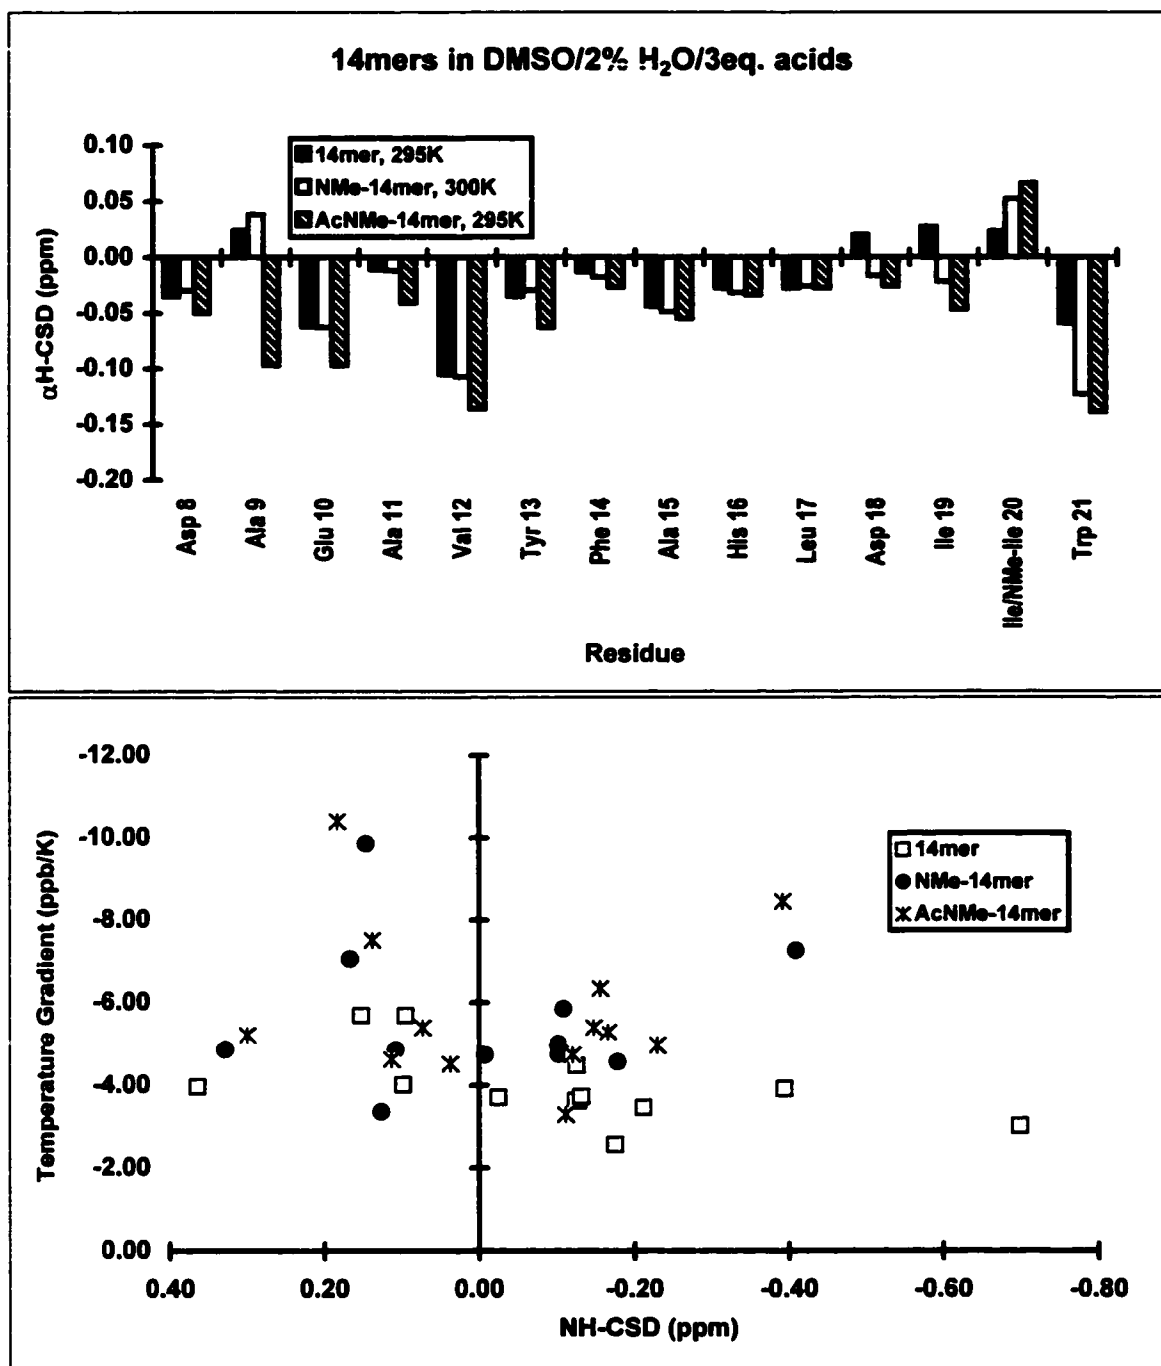 14mers in DMSO/2% H₂O/3eq. acids
14mer, 295K
NMe-14mer, 300K
AcNMe-14mer, 295K
0.10
0.05
0.00
-0.05
-0.10
-0.15
-0.20
αH-CSD (ppm)
Asp 8
Ala 9
Glu 10
Ala 11
Val 12
Tyr 13
Phe 14
Ala 15
His 16
Leu 17
Asp 18
Ile 19
Ile/NMe-Ile 20
Trp 21
Residue
-12.00
-10.00
-8.00
-6.00
-4.00
-2.00
0.00
Temperature Gradient (ppb/K)
14mer
NMe-14mer
AcNMe-14mer
0.40 0.20 0.00 -0.20 -0.40 -0.60 -0.80
NH-CSD (ppm)